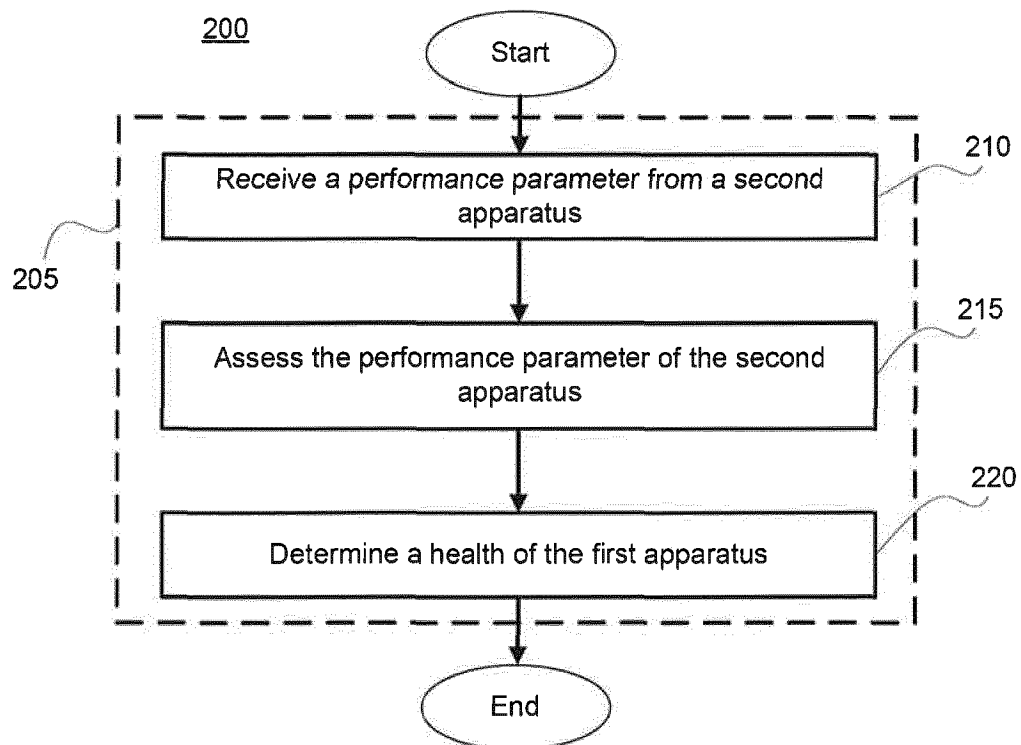 200
Start
210
Receive a performance parameter from a second
apparatus
205
215
Assess the performance parameter of the second
apparatus
220
Determine a health of the first apparatus
End